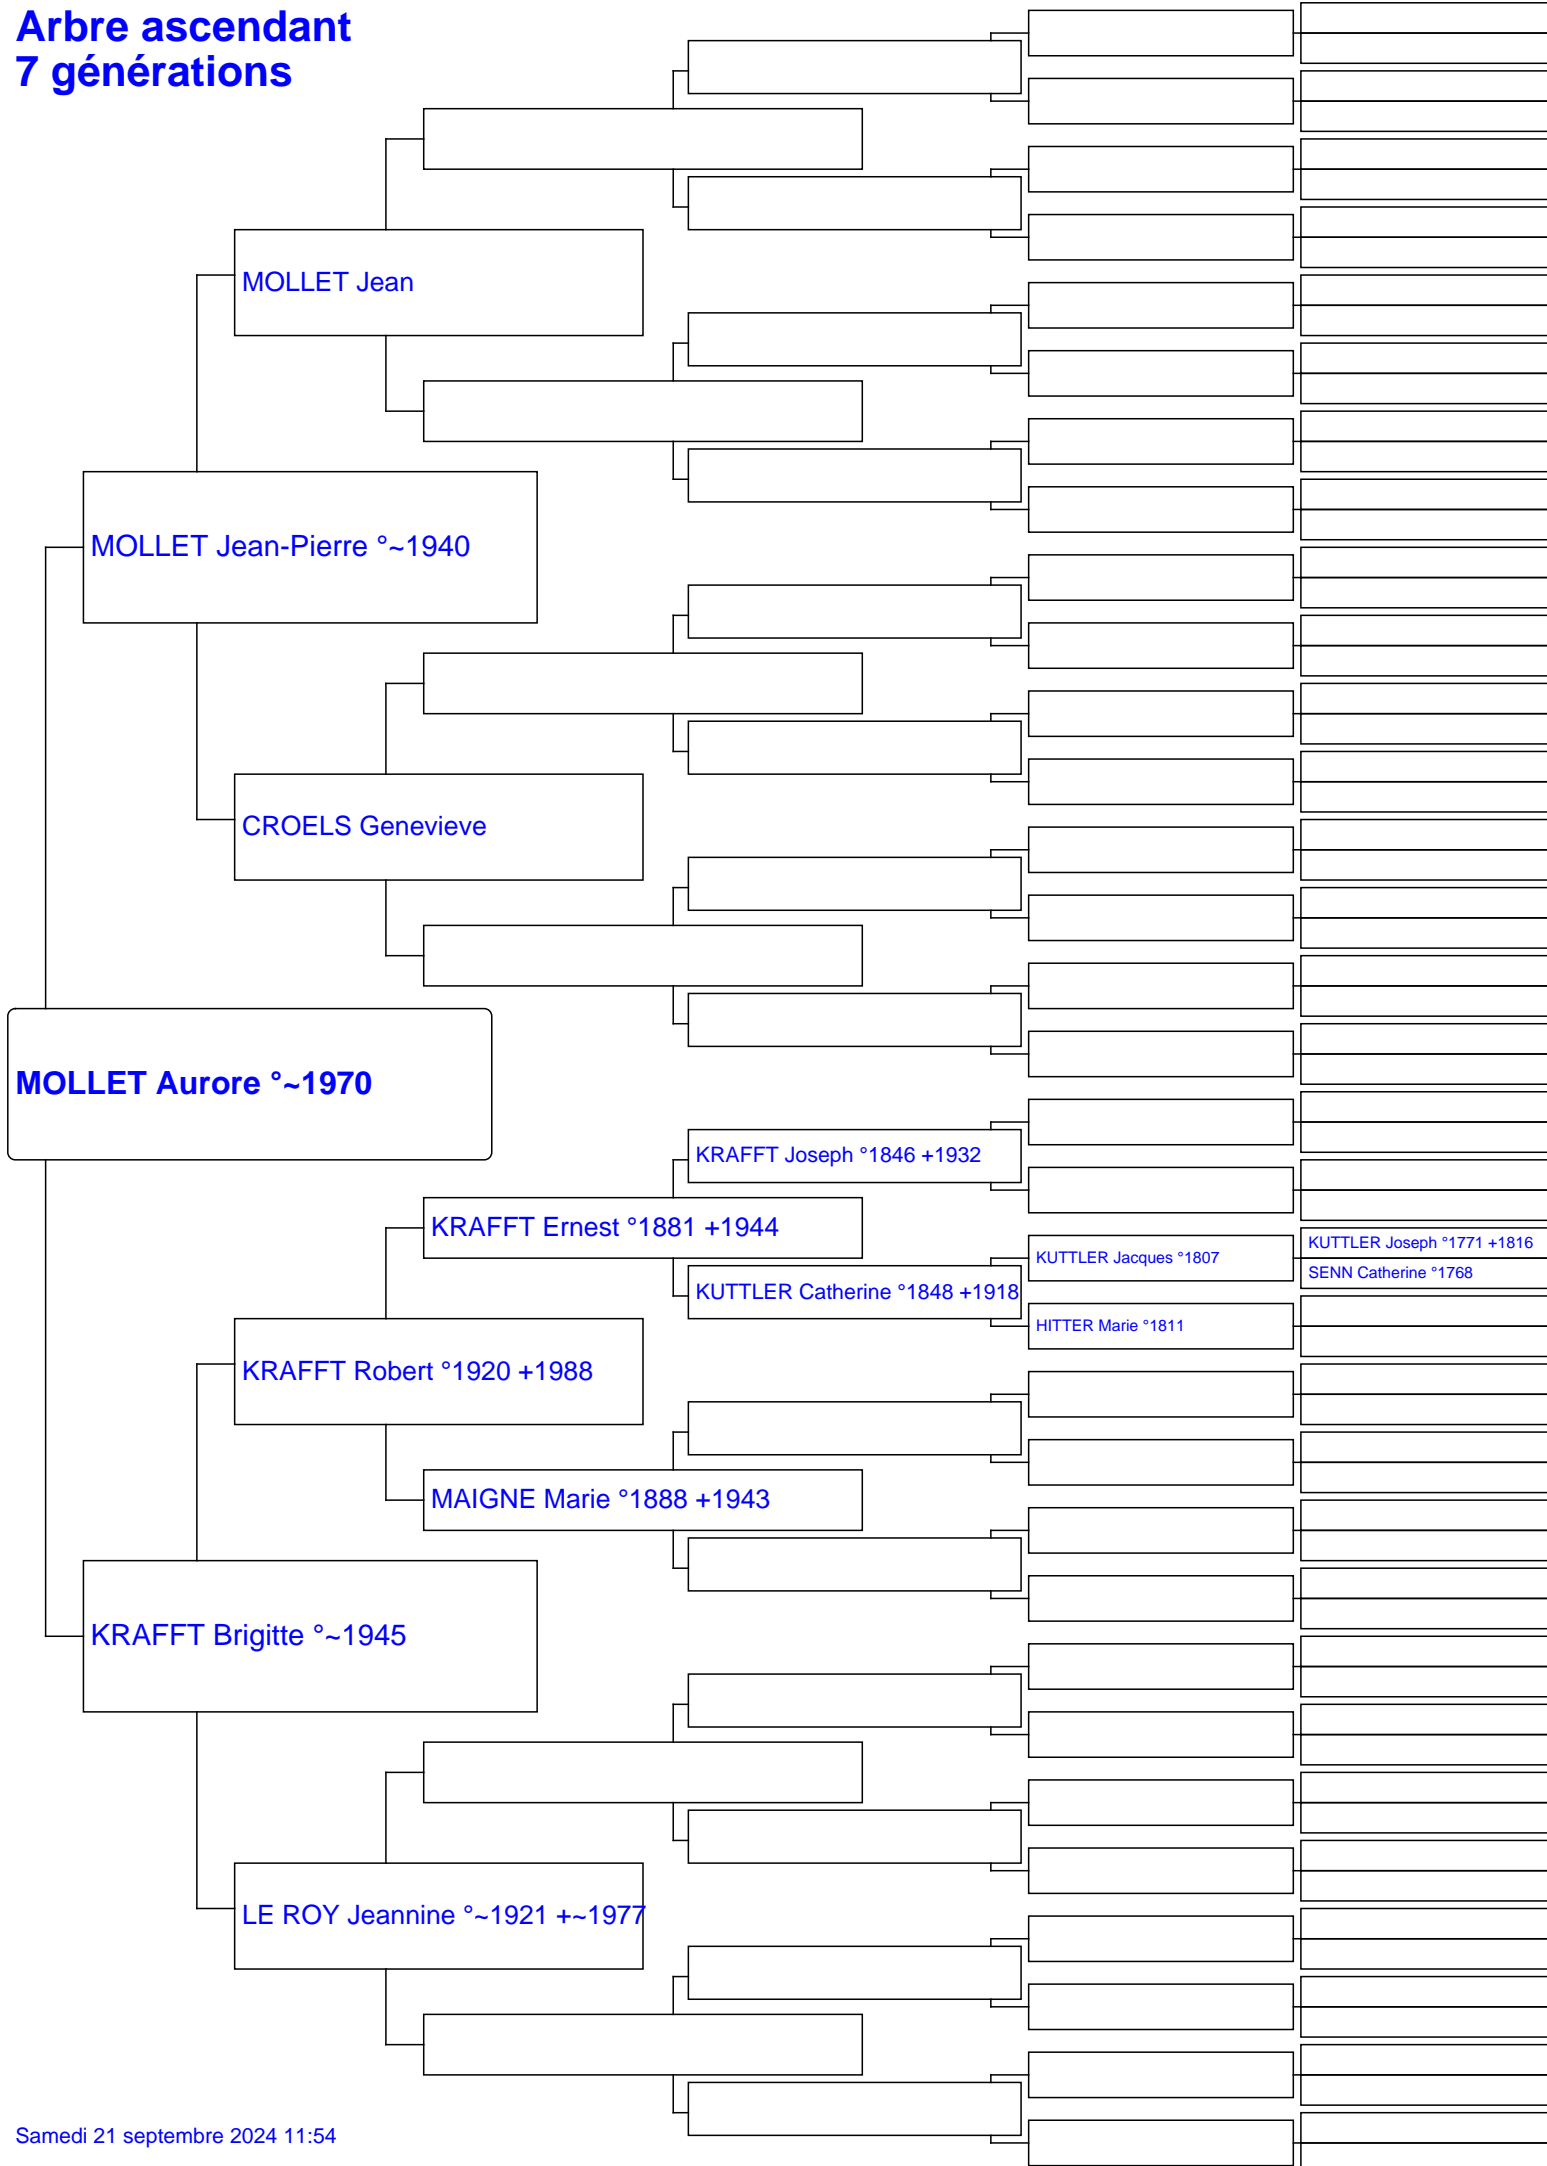 Arbre ascendant
7 générations
MOLLET Jean
MOLLET Jean-Pierre °~1940
CROELS Genevieve
MOLLET Aurore °~1970
KRAFFT Joseph °1846 +1932
KRAFFT Ernest °1881 +1944
KUTTLER Joseph °1771 +1816
KUTTLER Jacques °1807
SENN Catherine °1768
KUTTLER Catherine °1848 +1918
HITTER Marie °1811
KRAFFT Robert °1920 +1988
MAIGNE Marie °1888 +1943
KRAFFT Brigitte °~1945
LE ROY Jeannine °~1921 +~1977
Samedi 21 septembre 2024 11:54